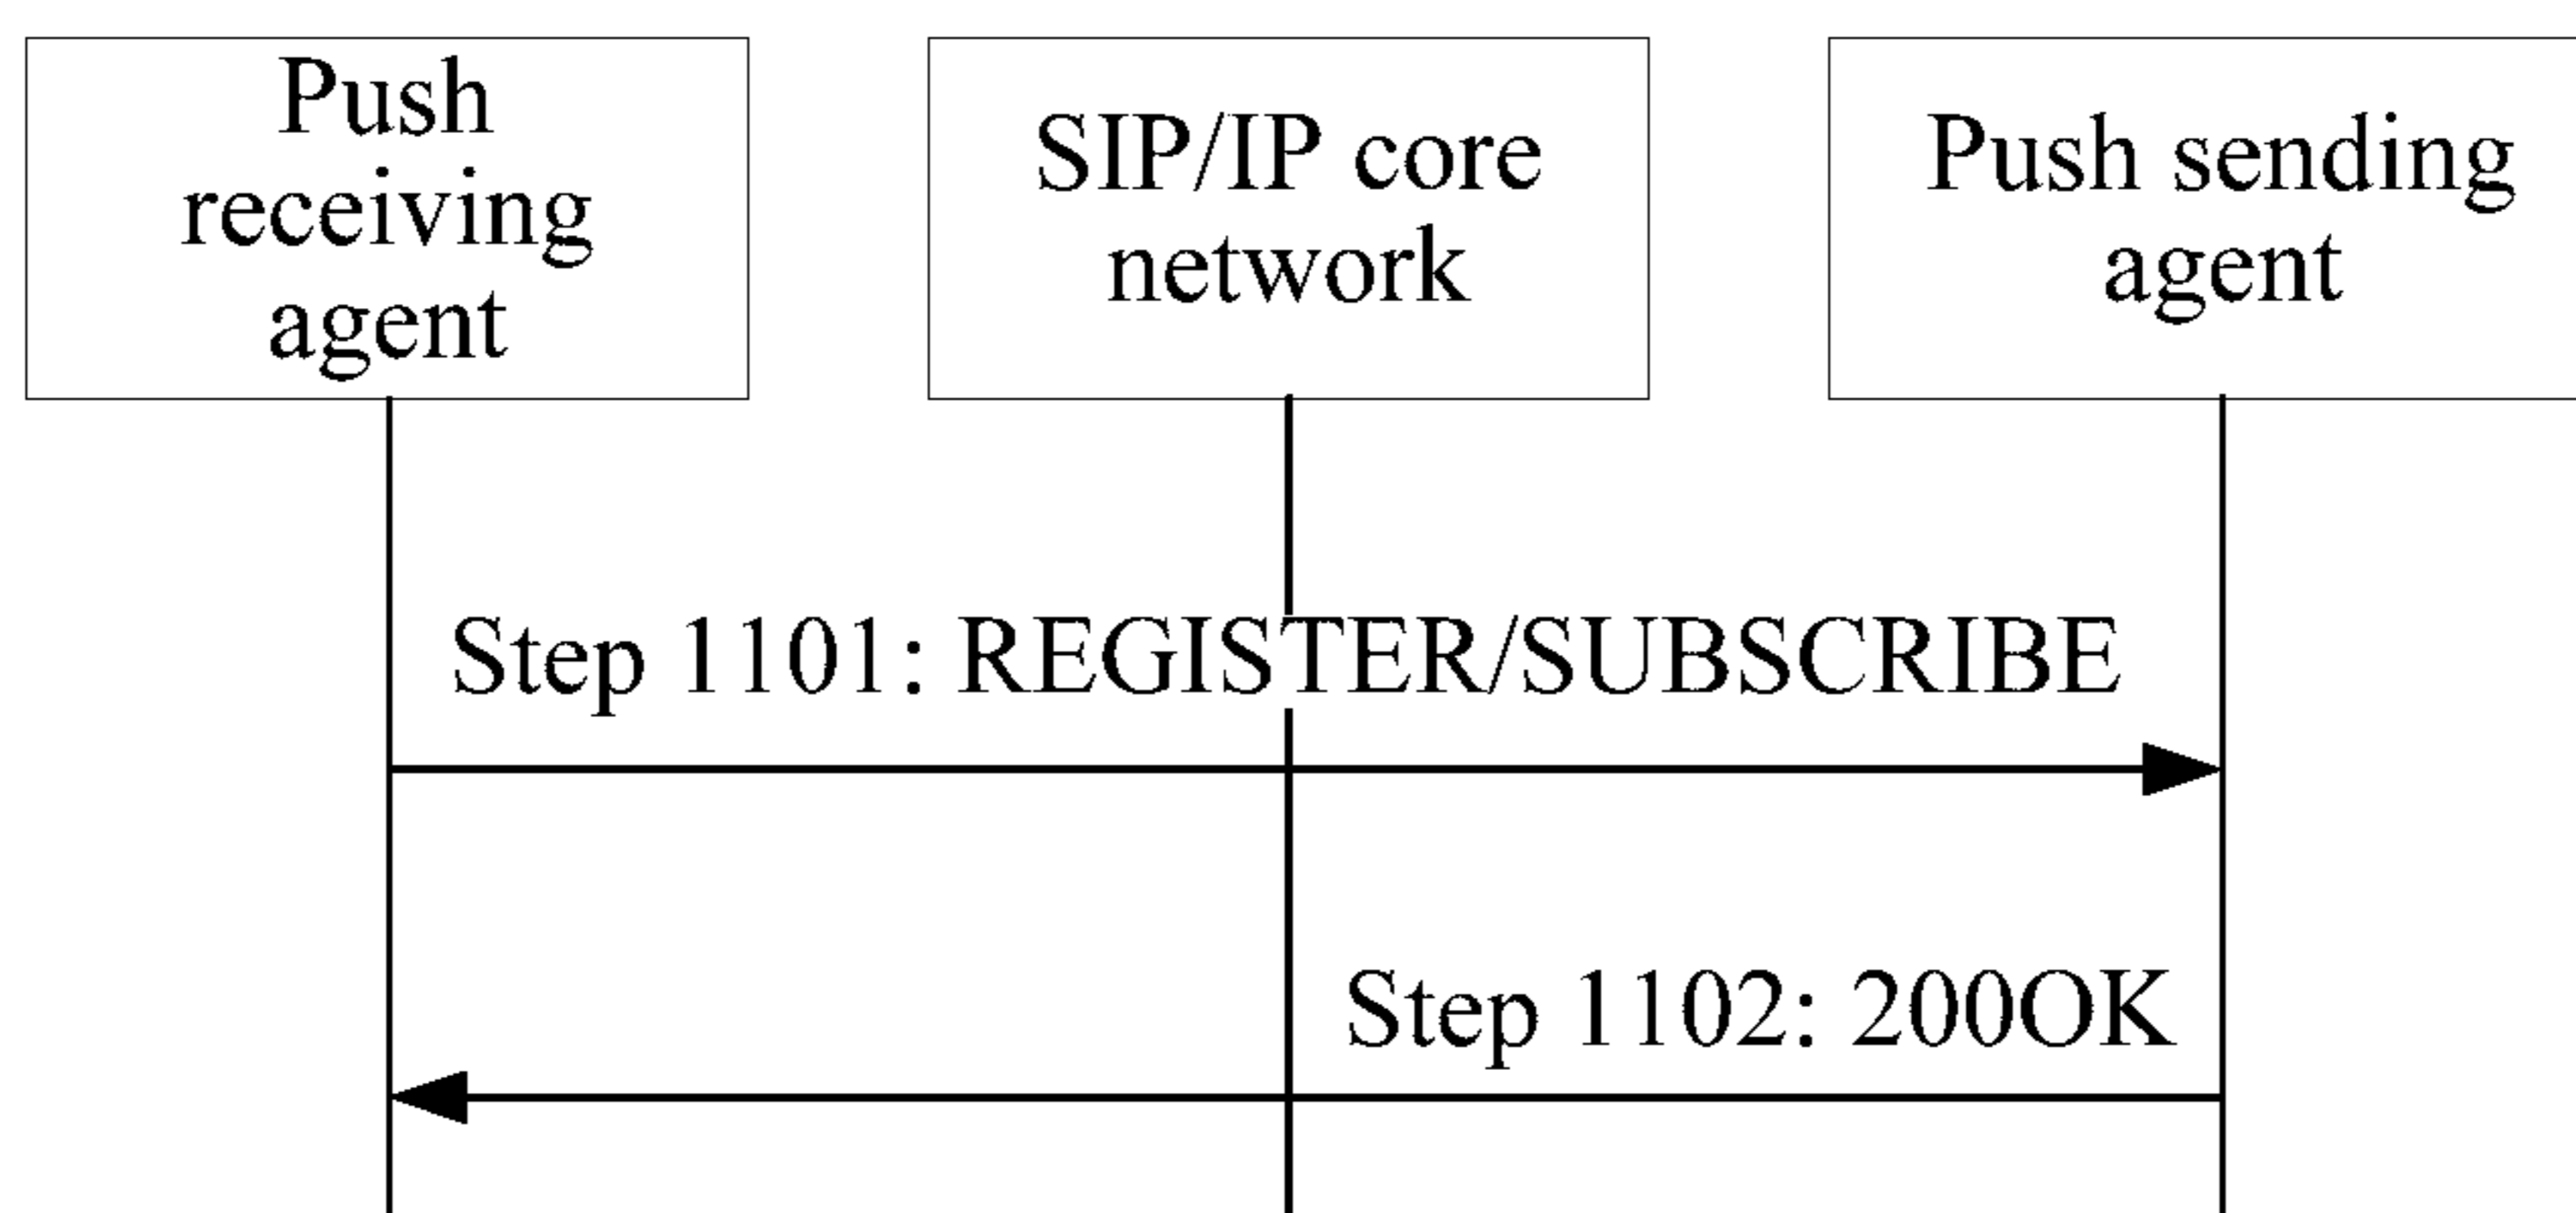 Push
receiving
agent
SIP/IP core
network
Push sending
agent
Step 1101: REGISTER/SUBSCRIBE
Step 1102: 200OK